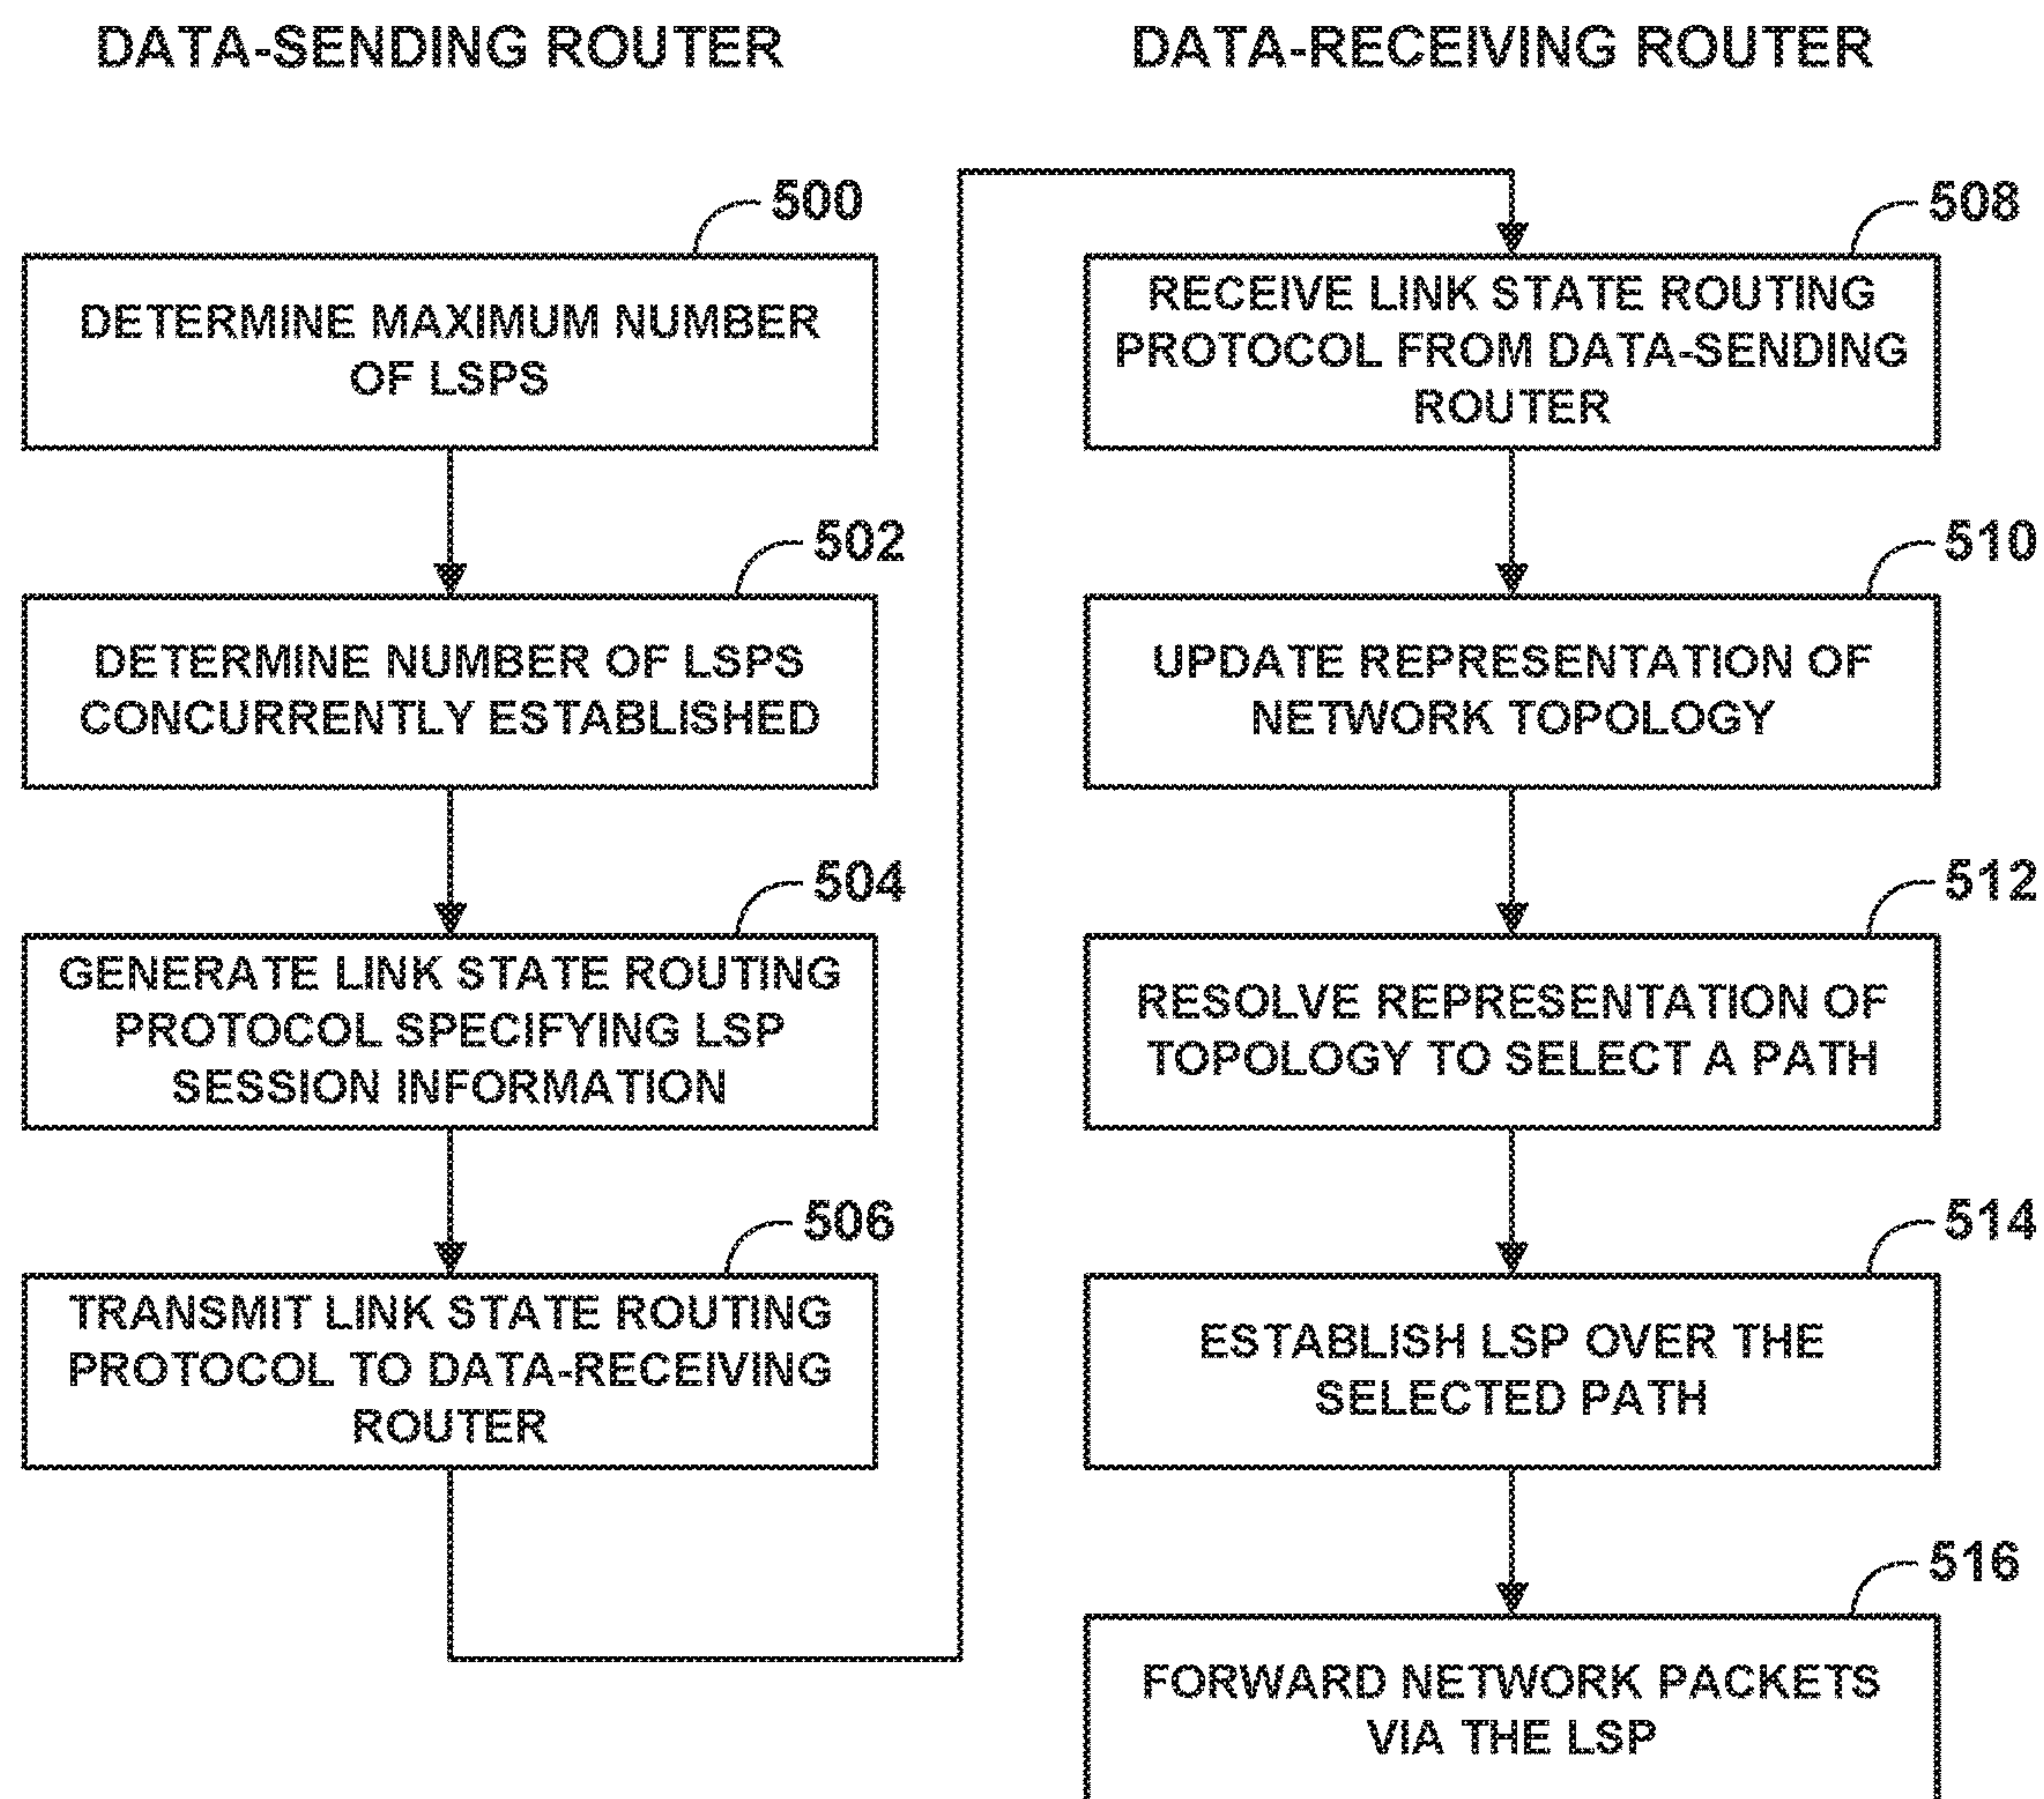 DATA-SENDING ROUTER
500
DETERMINE MAXIMUM NUMBER
OF LSPS
502
DETERMINE NUMBER OF LSPS
CONCURRENTLY ESTABLISHED
504
GENERATE LINK STATE ROUTING
PROTOCOL SPECIFYING LSP
SESSION INFORMATION
506
TRANSMIT LINK STATE ROUTING
PROTOCOL TO DATA-RECEIVING
ROUTER
DATA-RECEIVING ROUTER
508
RECEIVE LINK STATE ROUTING
PROTOCOL FROM DATA-SENDING
ROUTER
510
UPDATE REPRESENTATION OF
NETWORK TOPOLOGY
512
RESOLVE REPRESENTATION OF
TOPOLOGY TO SELECT A PATH
514
ESTABLISH LSP OVER THE
SELECTED PATH
516
FORWARD NETWORK PACKETS
VIA THE LSP